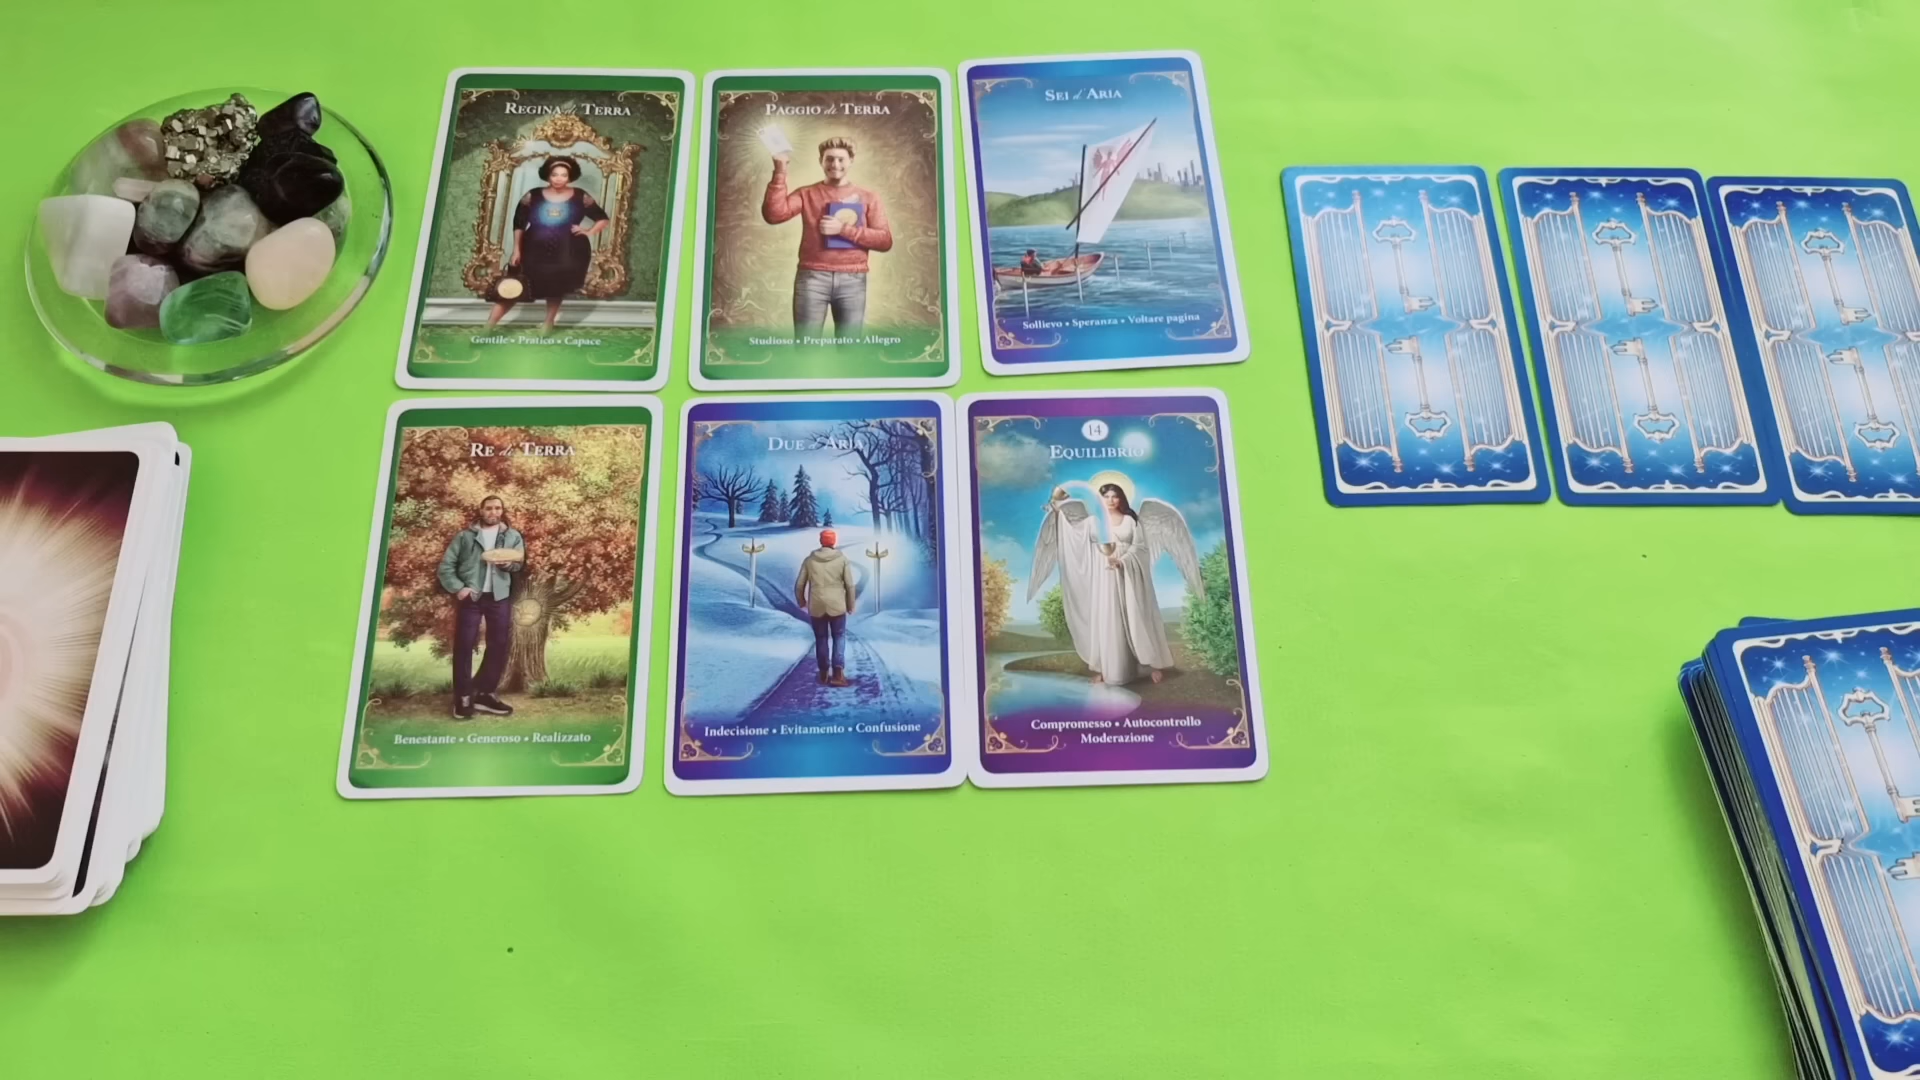 REGINA di TERRA
Gentile • Pratico • Capace
PAGGIO di TERRA
Studioso • Preparato • Allegro
SEI d'ARIA
Sollievo • Speranza • Voltare pagina
RE di TERRA
Benestante • Generoso • Realizzato
DUE d'ARIA
Indecisione • Evitamento • Confusione
14
EQUILIBRIO
Compromesso • Autocontrollo
Moderazione